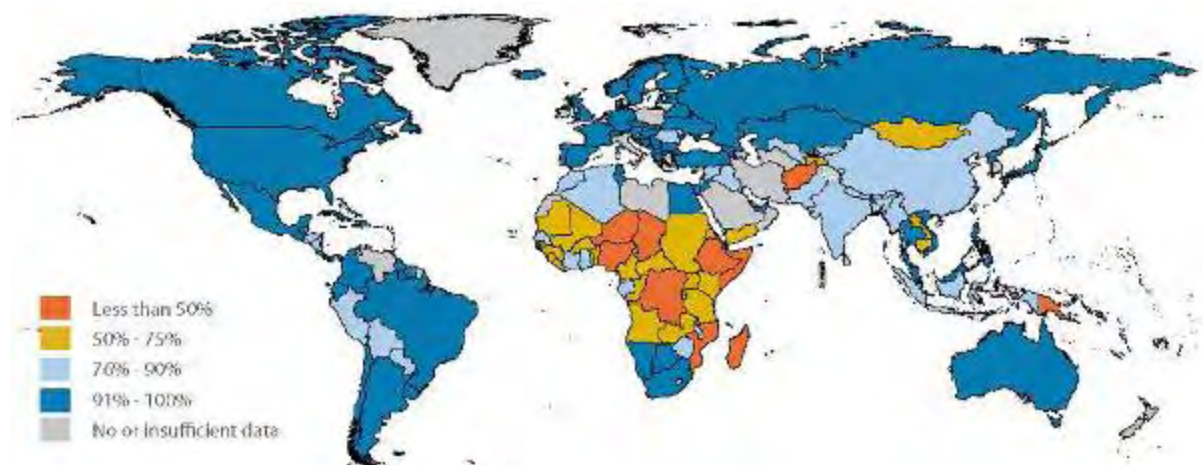 Less than 50%
50% - 75%
76% - 90%
91% - 100%
No or insufficient data